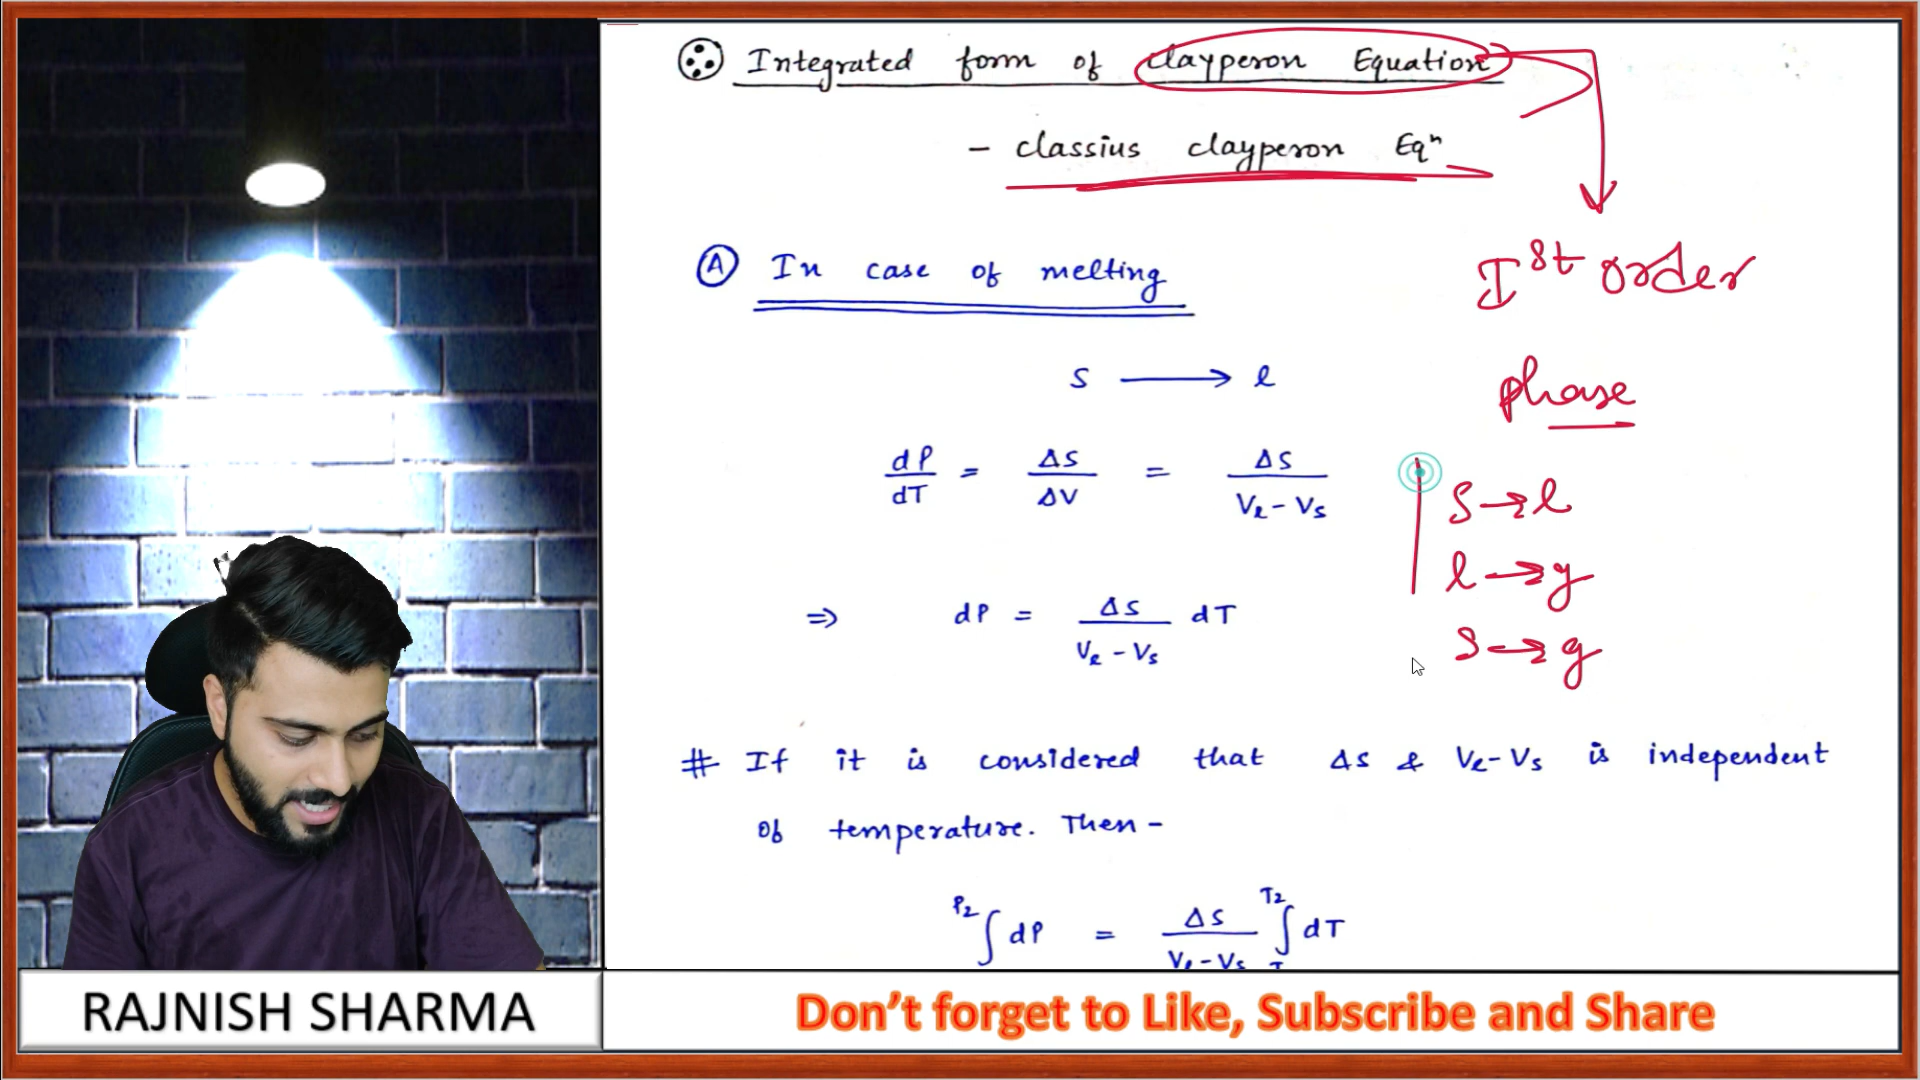 Integrated form of Clayperon Equation
- classius clayperon Eqⁿ
Iˢᵗ order
Ⓐ In case of melting
phase
S ⟶ l
dP/dT = ΔS/ΔV = ΔS/Vₗ - Vₛ
S → l
l → g
S → g
⇒ dP = ΔS/Vₗ - Vₛ dT
# If it is considered that ΔS & Vₗ-Vₛ is independent
of temperature. Then -
P₂ ∫ dP = ΔS/Vₗ - Vₛ T₂ ∫ dT
RAJNISH SHARMA
Don't forget to Like, Subscribe and Share